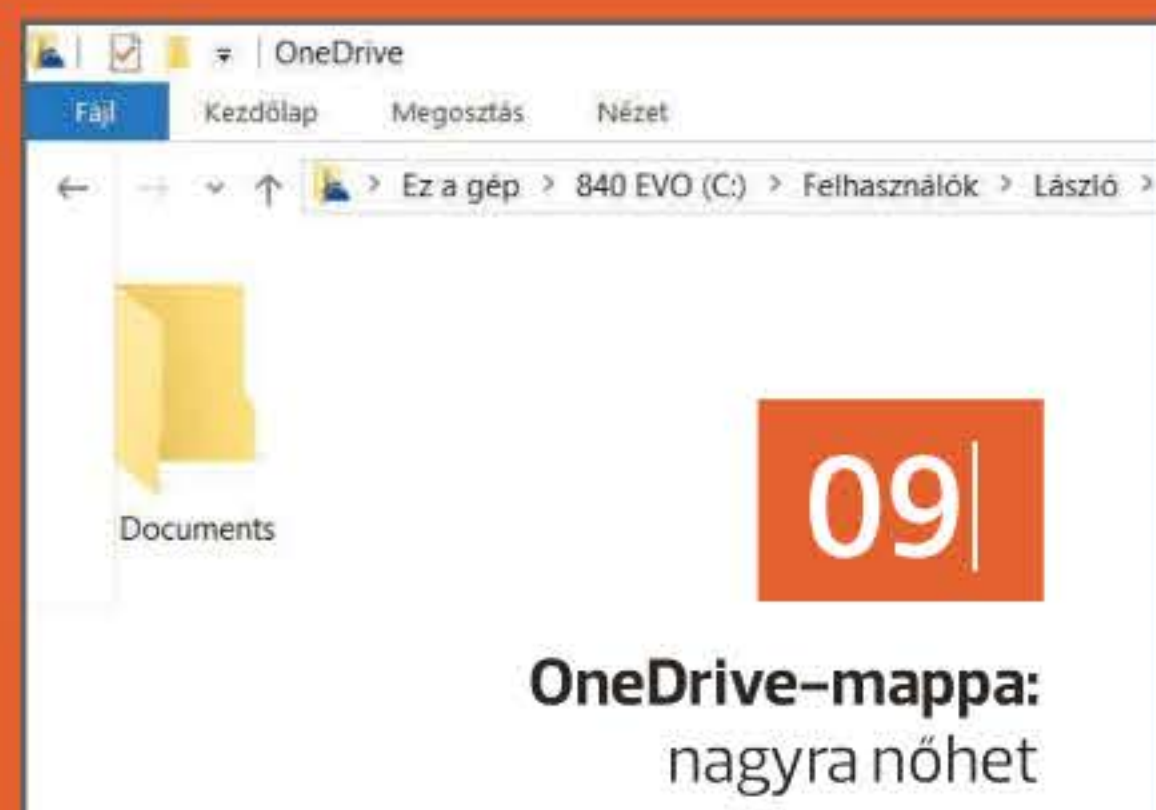 OneDrive
Fájl Kezdőlap Megosztás Nézet
Ez a gép > 840 EVO (C:) > Felhasználók > László >
Documents
09
OneDrive-mappa:
nagyra nőhet